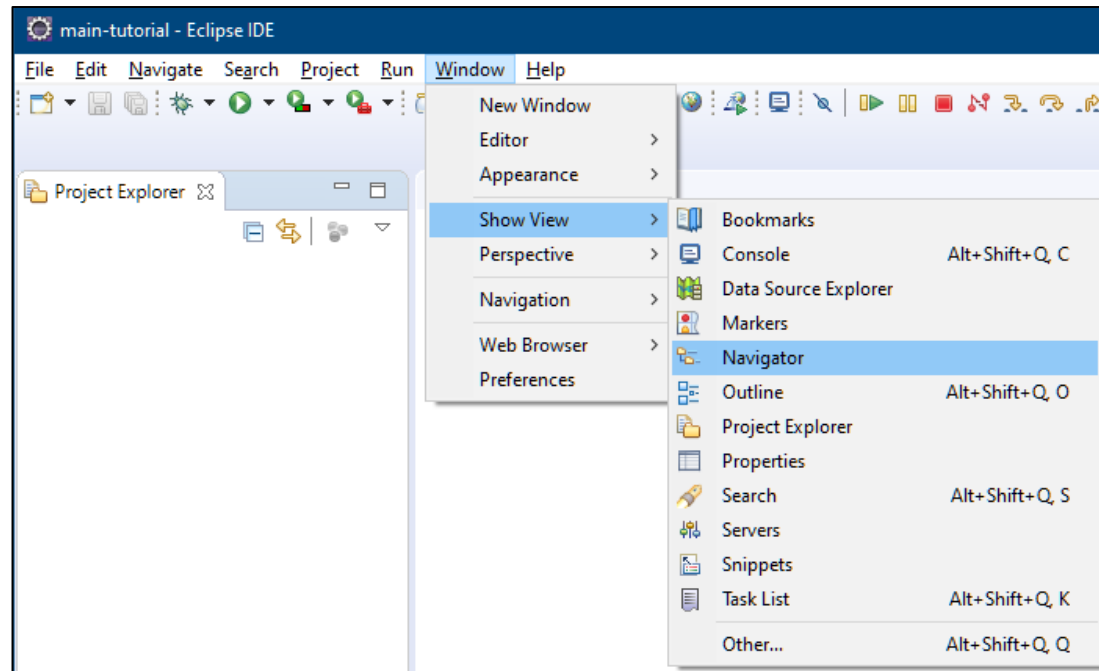 main-tutorial - Eclipse IDE
File Edit Navigate Search Project Run Window Help
Project Explorer
New Window
Editor
Appearance
Show View
Perspective
Navigation
Web Browser
Preferences
Bookmarks
Console Alt+Shift+Q, C
Data Source Explorer
Markers
Navigator
Outline Alt+Shift+Q, O
Project Explorer
Properties
Search Alt+Shift+Q, S
Servers
Snippets
Task List Alt+Shift+Q, K
Other... Alt+Shift+Q, Q